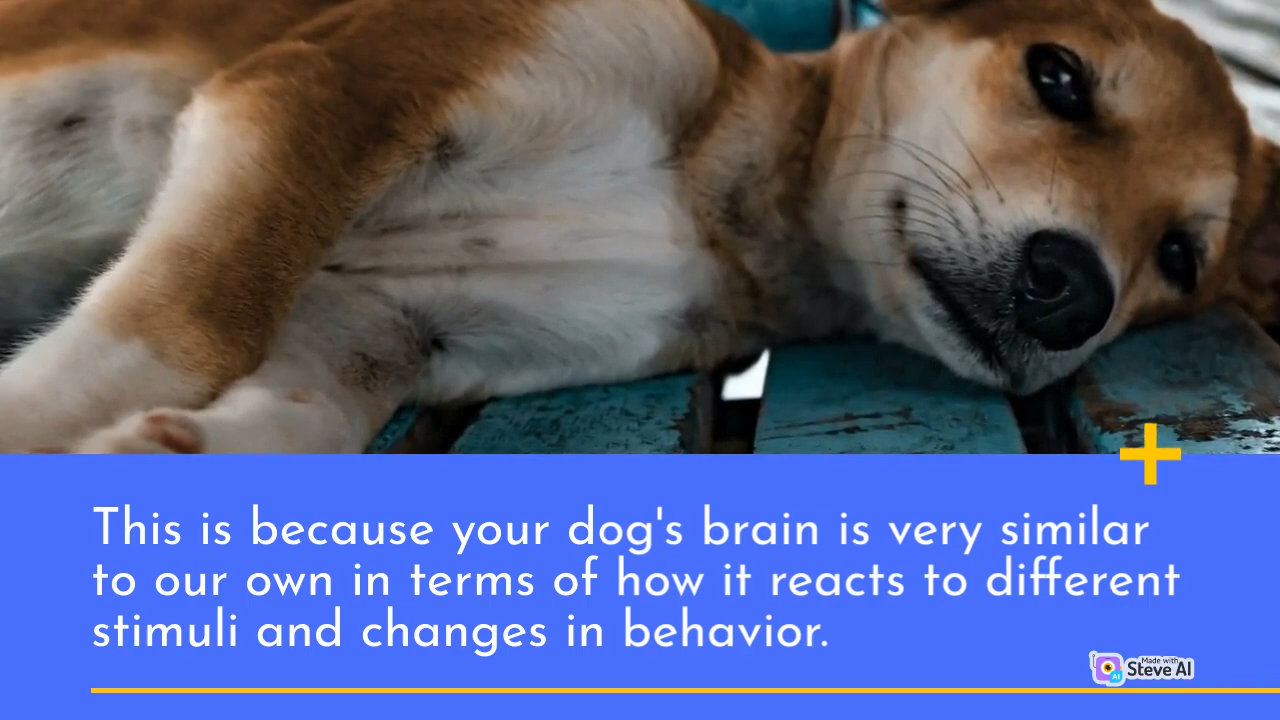 This is because your dog's brain is very similar
to our own in terms of how it reacts to different
stimuli and changes in behavior.
Made with
Steve AI
AI